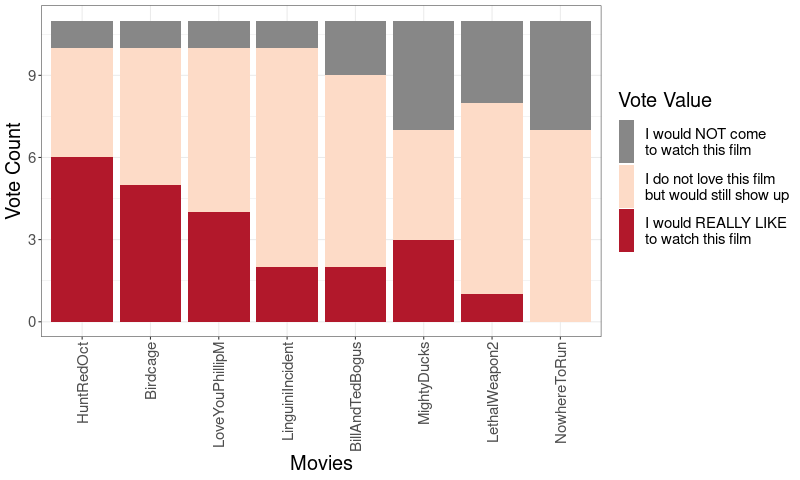 Vote Count
9
6
3
0
HuntRedOct
Birdcage
LoveYouPhillipM
LinguiniIncident
BillAndTedBogus
MightyDucks
LethalWeapon2
NowhereToRun
Movies
Vote Value
I would NOT come
to watch this film
I do not love this film
but would still show up
I would REALLY LIKE
to watch this film